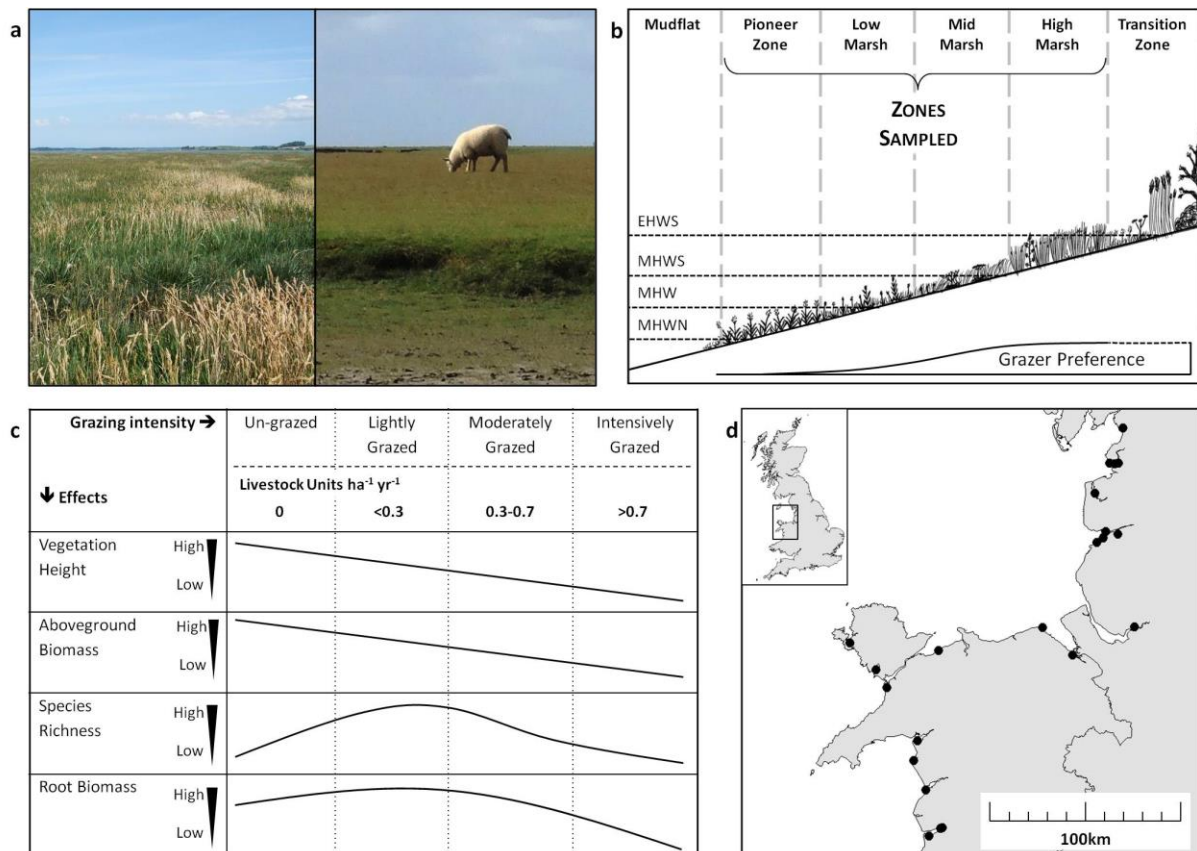 a
b
Mudflat
Pioneer
Zone
Low
Marsh
Mid
Marsh
High
Marsh
Transition
Zone
ZONES
SAMPLED
EHWS
MHWS
MHW
MHWN
Grazer Preference
c
Grazing intensity →
Un-grazed
Lightly
Grazed
Moderately
Grazed
Intensively
Grazed
↓ Effects
Livestock Units ha⁻¹ yr⁻¹
0
<0.3
0.3-0.7
>0.7
Vegetation
Height
High
Low
Aboveground
Biomass
High
Low
Species
Richness
High
Low
Root Biomass
High
Low
d
100km